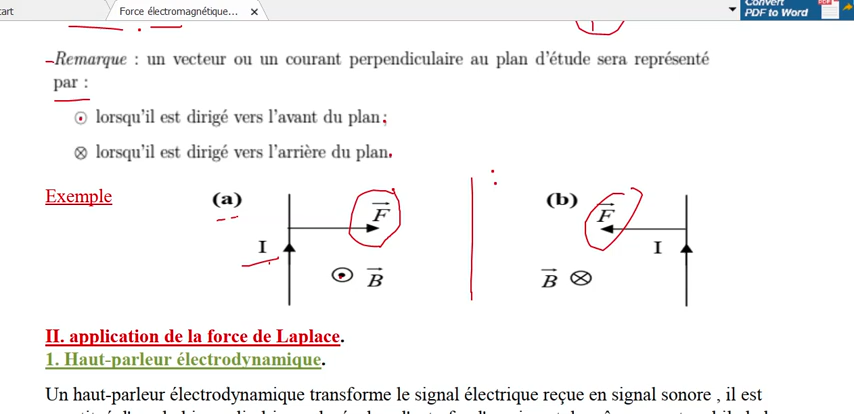 Force électromagnétique...
Convert
PDF to Word
Remarque : un vecteur ou un courant perpendiculaire au plan d'étude sera représenté
par :
⊙ lorsqu'il est dirigé vers l'avant du plan;
⊗ lorsqu'il est dirigé vers l'arrière du plan.
Exemple (a) F (b) F
I I
B B
II. application de la force de Laplace.
1. Haut-parleur électrodynamique.
Un haut-parleur électrodynamique transforme le signal électrique reçue en signal sonore , il est